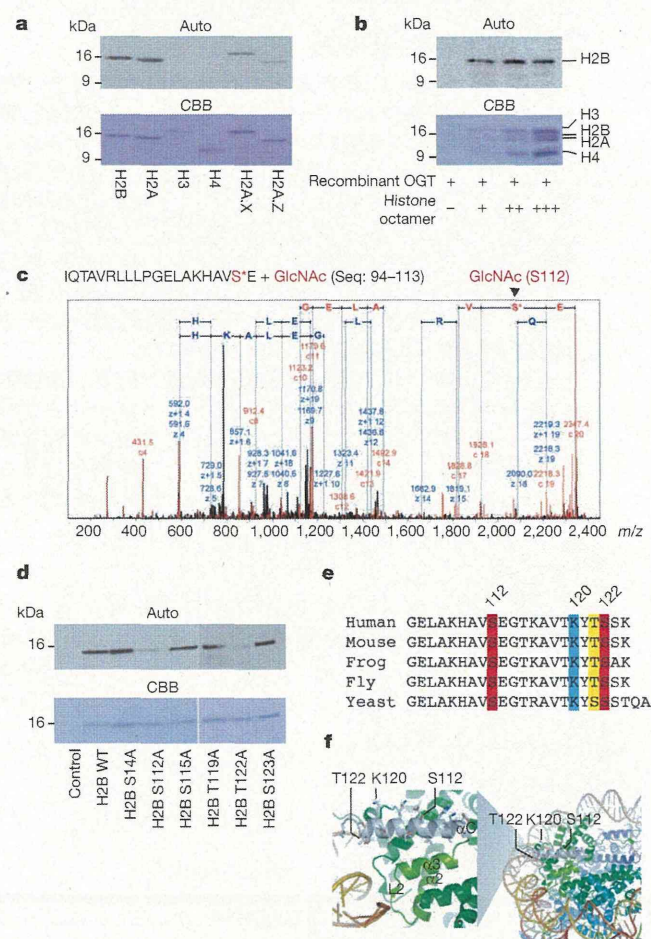 a
kDa
Auto
16
9
CBB
16
9
H2B
H2A
H3
H4
H2A.X
H2A.Z
b
kDa
Auto
16
9
H2B
CBB
16
9
H3
H2B
H2A
H4
Recombinant OGT + + + +
Histone octamer − + ++ +++
c
IQTAVRLLLPGELAKHAVS*E + GlcNAc (Seq: 94–113)
GlcNAc (S112)
G E L A V S* E
H L E L R Q
H K A L E G
1179.6
c11
1123.2
c10
592.0
z+1 4
591.6
z 4
431.5
c4
857.1
z+1 6
912.4
c8
1170.8
z+1 9
1169.7
z9
729.0
z+1 5
728.6
z 5
928.3
z+1 7
927.6
z 7
1041.6
z+1 8
1040.6
1227.6
z+1 10
1323.4
z 11
1308.6
c12
1437.6
z+1 12
1436.6
z12
1492.9
c14
1421.9
c13
1662.9
z 14
1828.8
c 17
1819.1
z 15
1928.1
c 18
2090.0
z 18
2219.3
z+1 19
2218.3
z 19
2218.3
c 19
2347.4
c 20
200 400 600 800 1,000 1,200 1,400 1,600 1,800 2,000 2,200 2,400 m/z
d
kDa
Auto
16
CBB
16
Control
H2B WT
H2B S14A
H2B S112A
H2B S115A
H2B T119A
H2B T122A
H2B S123A
e
112 120 122
Human GELAKHAVSEGTKAVTKYTSSK
Mouse GELAKHAVSEGTKAVTKYTSSK
Frog GELAKHAVSEGTKAVTKYTSAK
Fly GELAKHAVSEGTKAVTKYTSSK
Yeast GELAKHAVSEGTRAVTKYSSSTQA
f
T122 K120 S112
αC
α3
α2
L2
T122 K120 S112